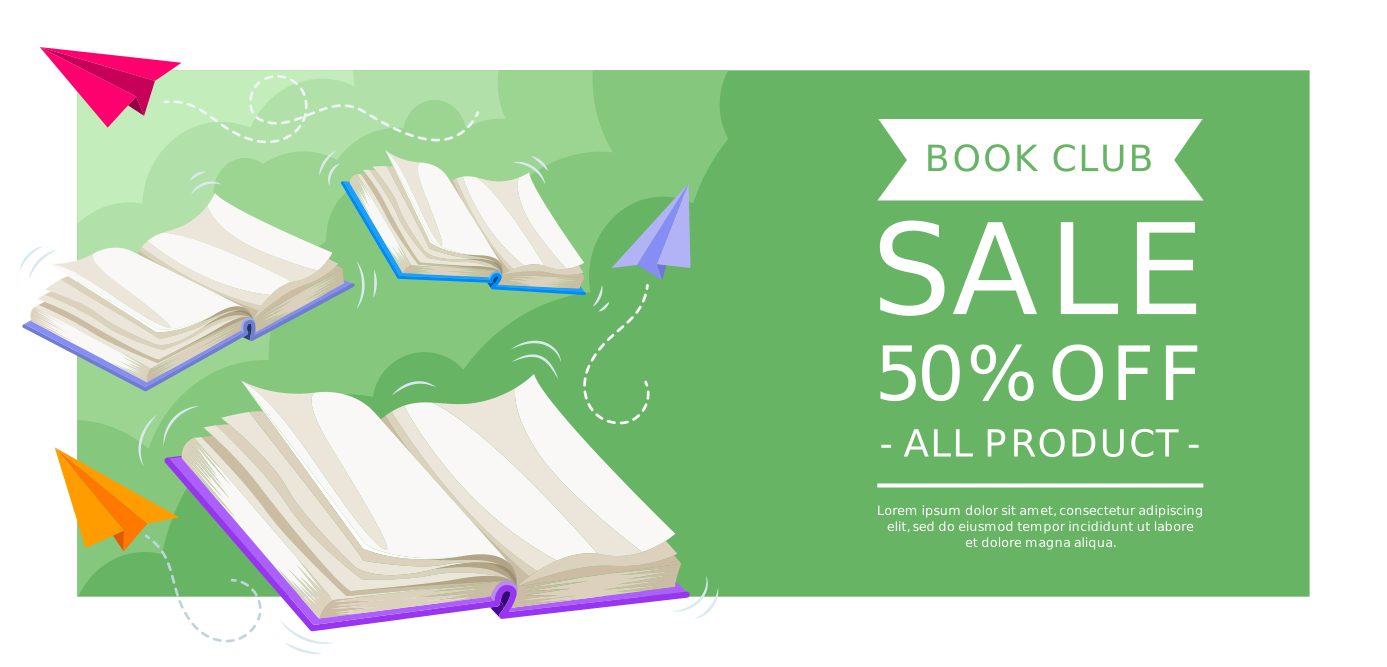 BOOK CLUB
SALE
50% OFF
- ALL PRODUCT -
Lorem ipsum dolor sit amet, consectetur adipiscing
elit, sed do eiusmod tempor incididunt ut labore
et dolore magna aliqua.